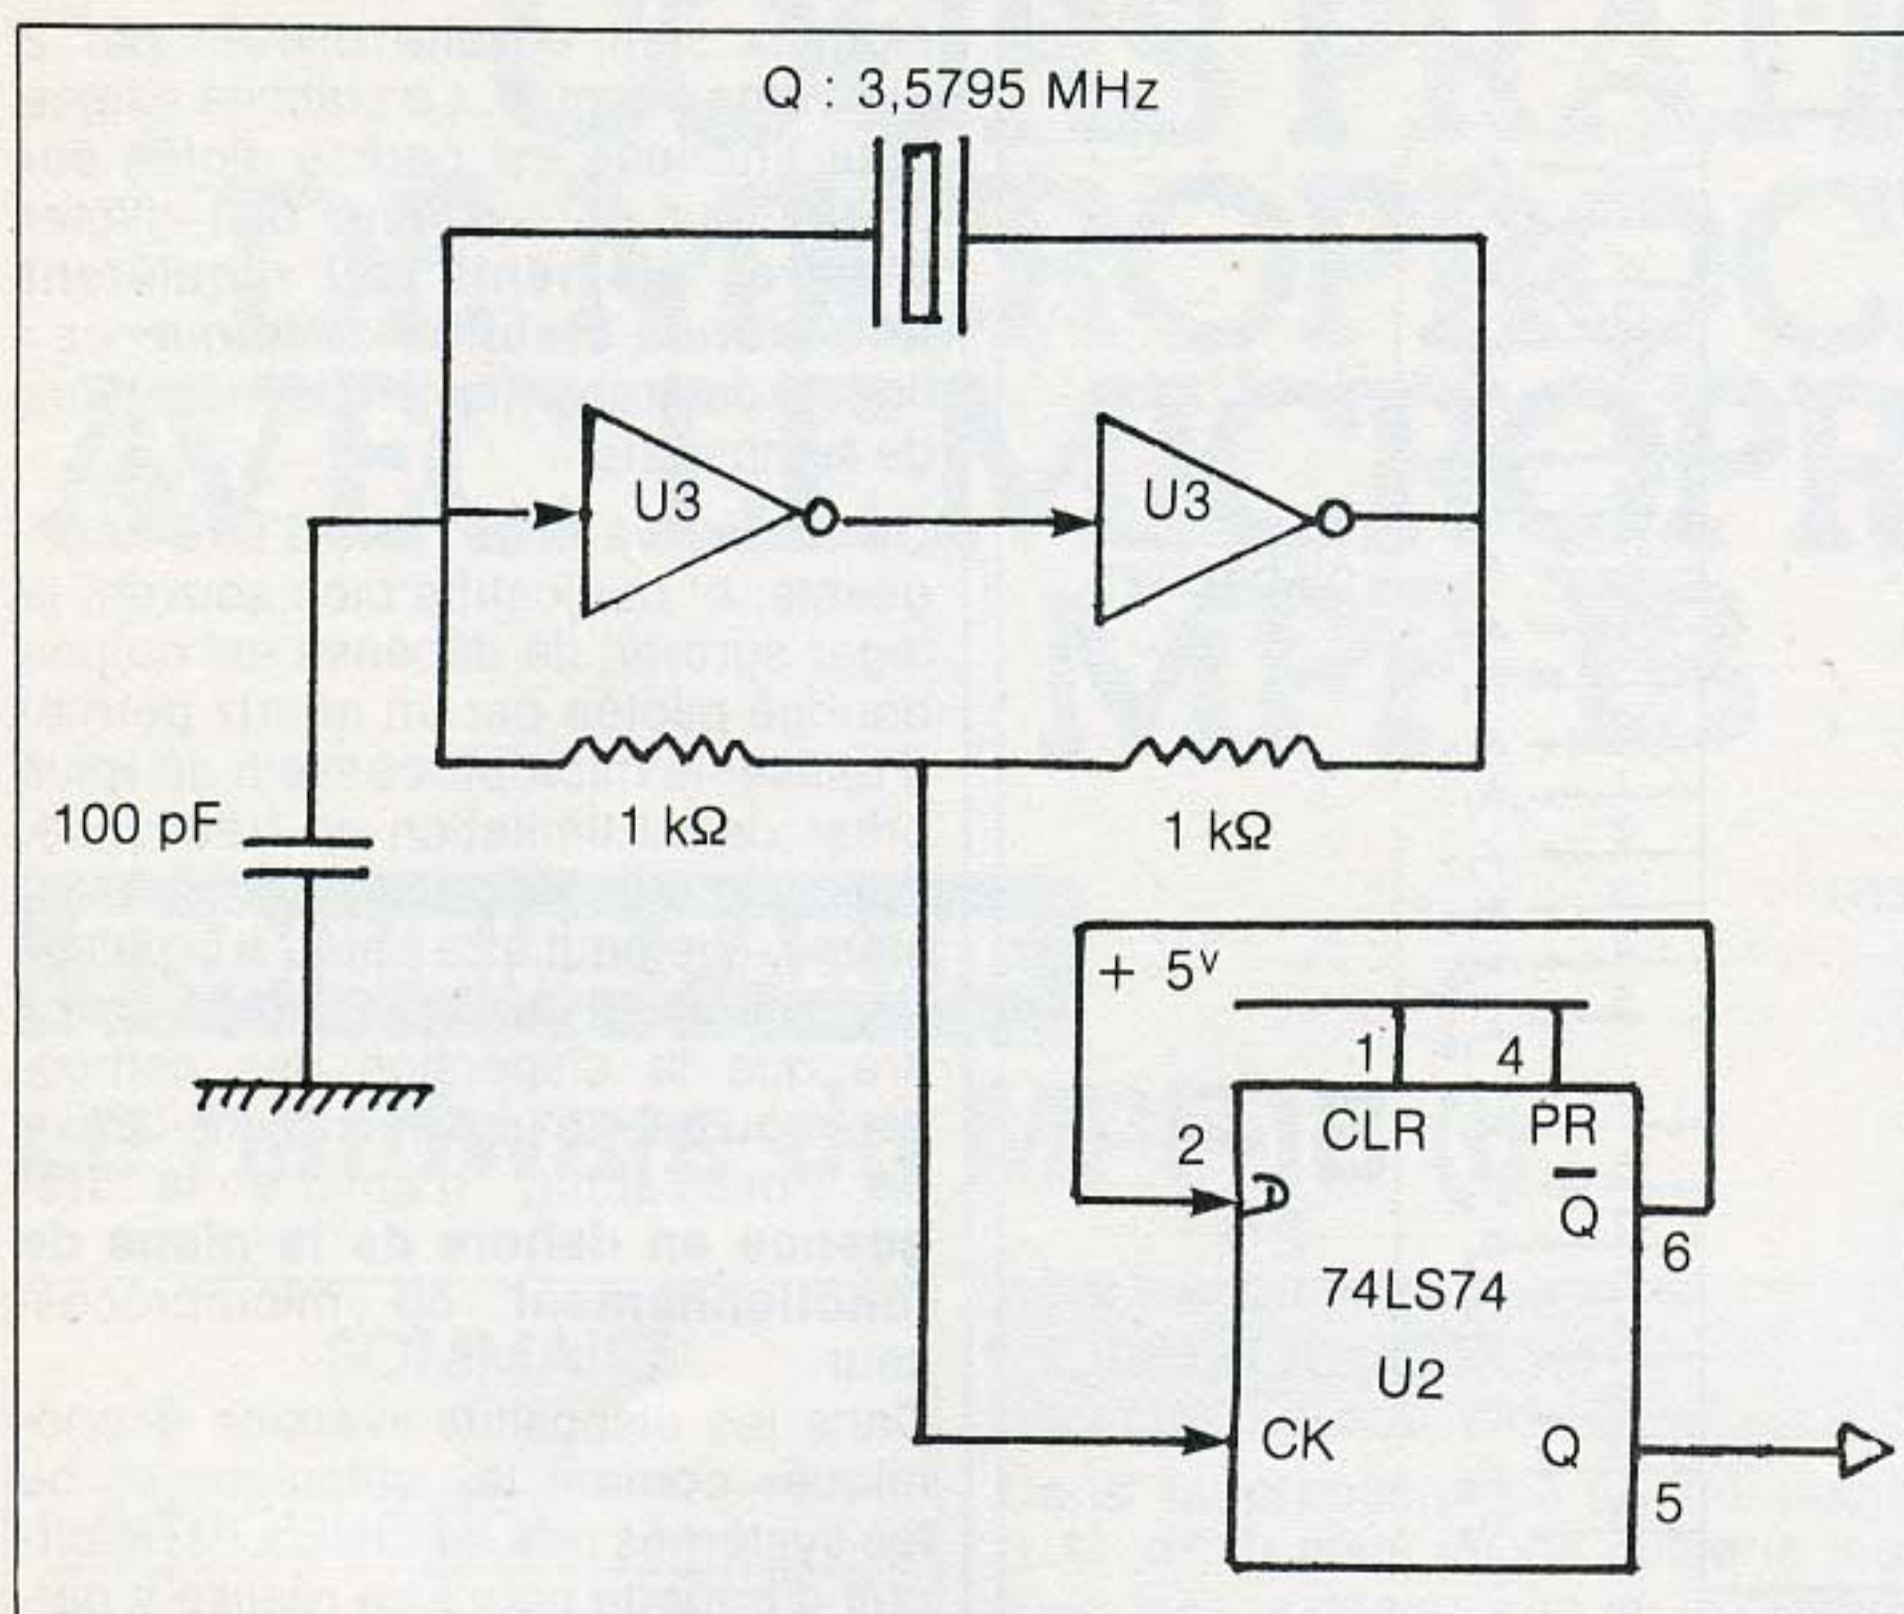 Q : 3,5795 MHz
U3
U3
100 pF
1 kΩ
1 kΩ
+ 5v
1
4
2
CLR
PR
D
Q
6
74LS74
U2
CK
Q
5